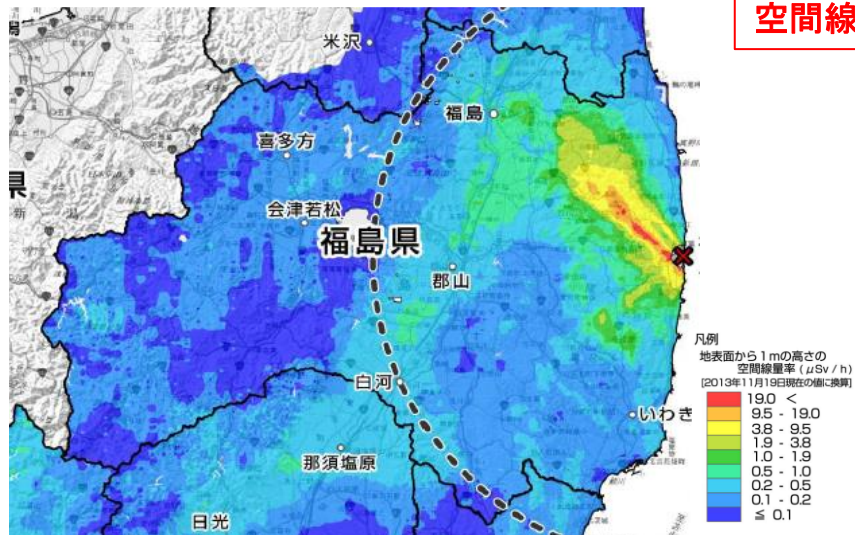 空間線
米沢
福島
喜多方
県
会津若松
福島県
郡山
白河
凡例
地表面から1mの高さの
空間線量率(μSv/h)
[2013年11月19日現在の値に換算]
19.0 <
9.5 - 19.0
3.8 - 9.5
1.9 - 3.8
1.0 - 1.9
0.5 - 1.0
0.2 - 0.5
0.1 - 0.2
≦ 0.1
いわき
那須塩原
日光